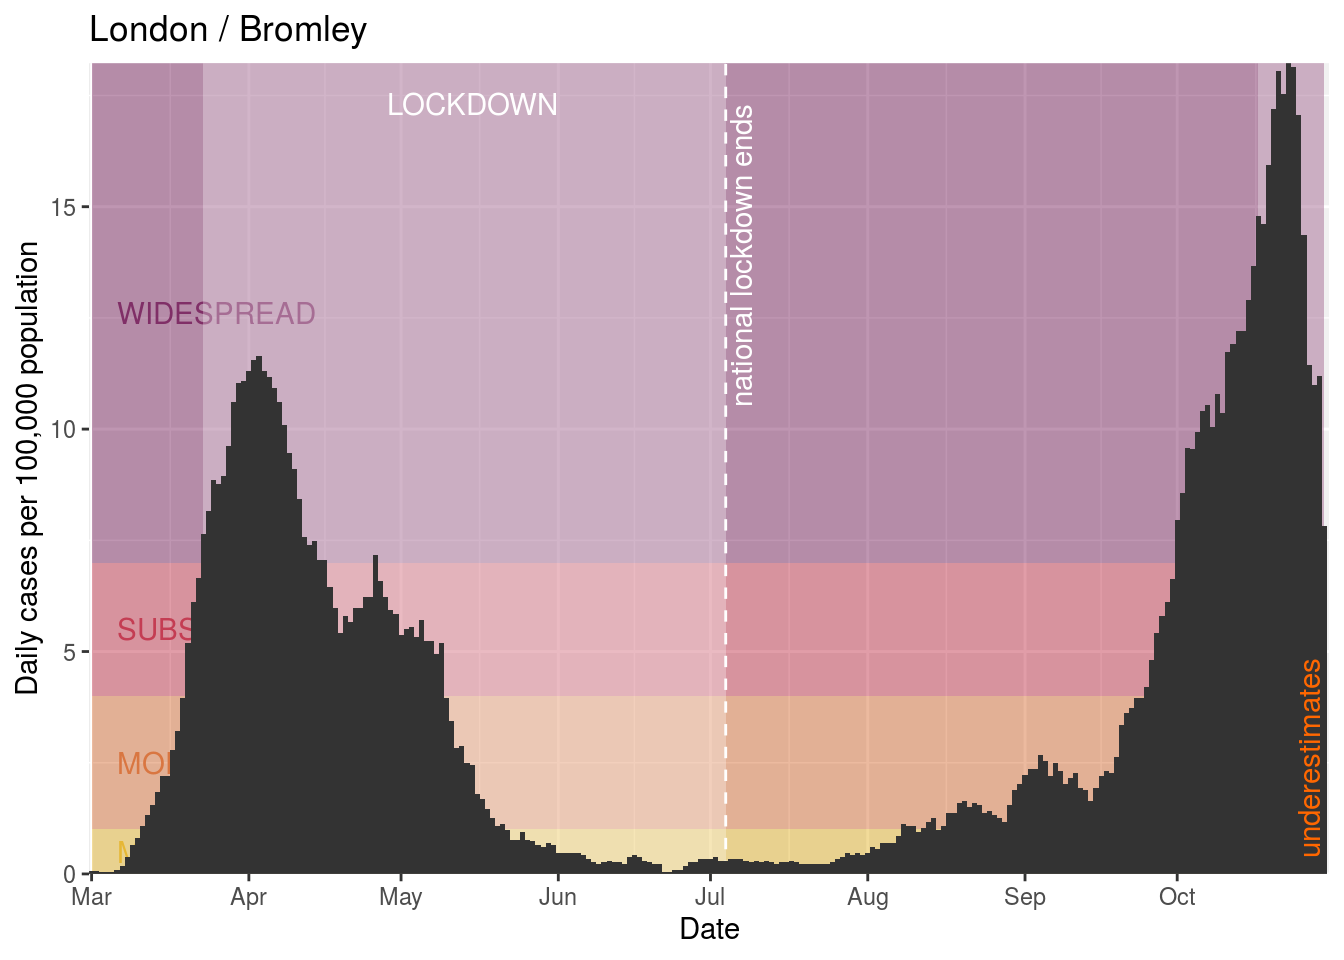 London / Bromley
LOCKDOWN
national lockdown ends
WIDESPREAD
SUBS
underestimates
Daily cases per 100,000 population
15
10
5
0
Mar
Apr
May
Jun
Jul
Aug
Sep
Oct
Date